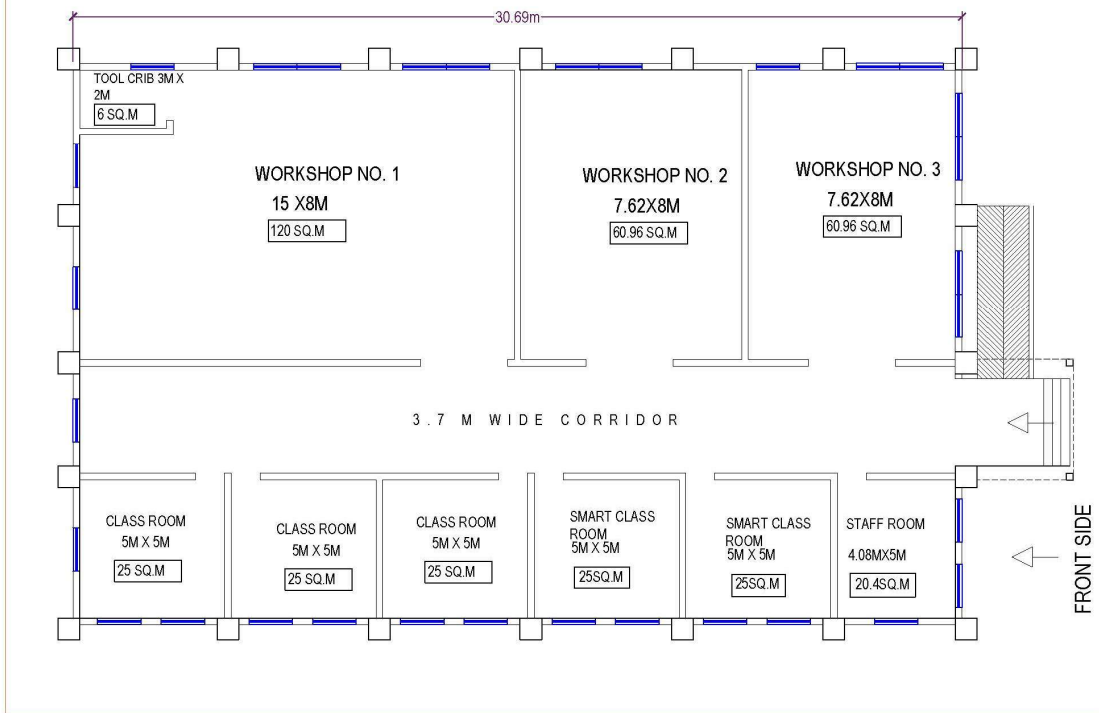 30.69m
TOOL CRIB 3M X
2M
6 SQ.M
WORKSHOP NO. 1
15 X8M
120 SQ.M
WORKSHOP NO. 2
7.62X8M
60.96 SQ.M
WORKSHOP NO. 3
7.62X8M
60.96 SQ.M
3.7 M WIDE CORRIDOR
CLASS ROOM
5M X 5M
25 SQ.M
CLASS ROOM
5M X 5M
25 SQ.M
CLASS ROOM
5M X 5M
25 SQ.M
SMART CLASS
ROOM
5M X 5M
25SQ.M
SMART CLASS
ROOM
5M X 5M
25SQ.M
STAFF ROOM
4.08MX5M
20.4SQ.M
FRONT SIDE